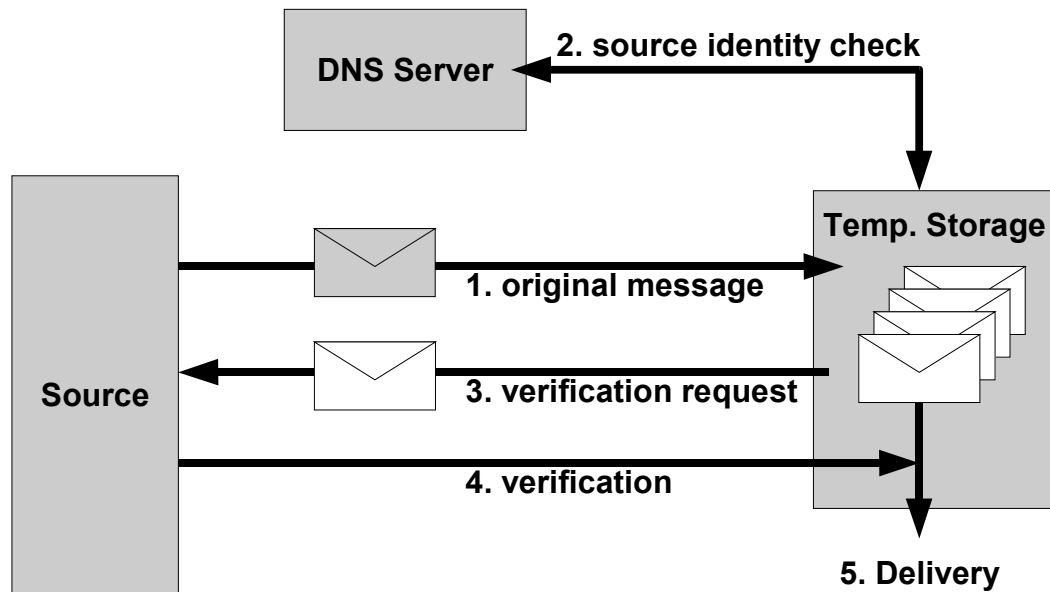 2. source identity check
DNS Server
Temp. Storage
1. original message
3. verification request
Source
4. verification
5. Delivery